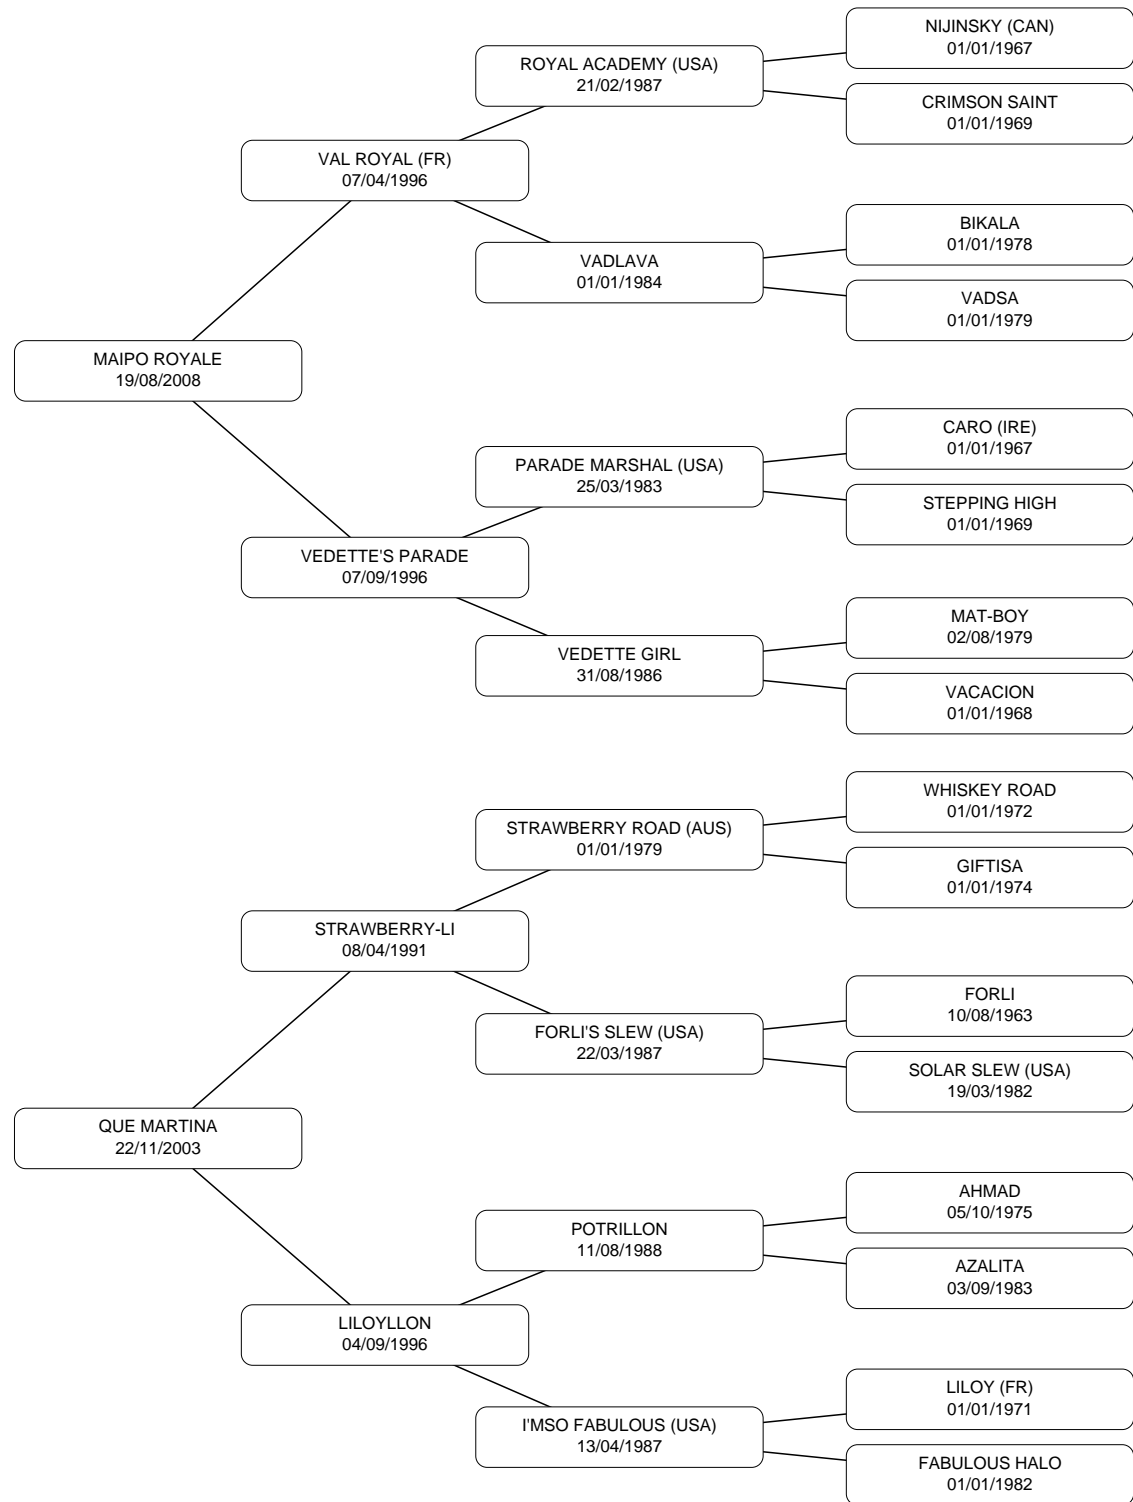 NIJINSKY (CAN)
01/01/1967
ROYAL ACADEMY (USA)
21/02/1987
CRIMSON SAINT
01/01/1969
VAL ROYAL (FR)
07/04/1996
BIKALA
01/01/1978
VADLAVA
01/01/1984
VADSA
01/01/1979
MAIPO ROYALE
19/08/2008
CARO (IRE)
01/01/1967
PARADE MARSHAL (USA)
25/03/1983
STEPPING HIGH
01/01/1969
VEDETTE'S PARADE
07/09/1996
MAT-BOY
02/08/1979
VEDETTE GIRL
31/08/1986
VACACION
01/01/1968
WHISKEY ROAD
01/01/1972
STRAWBERRY ROAD (AUS)
01/01/1979
GIFTISA
01/01/1974
STRAWBERRY-LI
08/04/1991
FORLI
10/08/1963
FORLI'S SLEW (USA)
22/03/1987
SOLAR SLEW (USA)
19/03/1982
QUE MARTINA
22/11/2003
AHMAD
05/10/1975
POTRILLON
11/08/1988
AZALITA
03/09/1983
LILOYLLON
04/09/1996
LILOY (FR)
01/01/1971
I'MSO FABULOUS (USA)
13/04/1987
FABULOUS HALO
01/01/1982